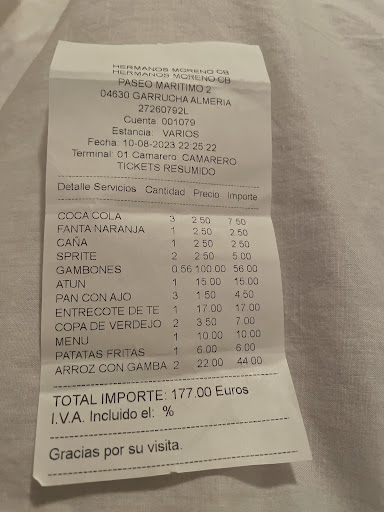 HERMANOS MORENO CB
HERMANOS MORENO CB
PASEO MARITIMO 2
04630 GARRUCHA ALMERIA
27260792L
Cuenta 001079
Estancia: VARIOS
Fecha: 10-08-2023 22:25:22
Terminal: 01 Camarero: CAMARERO
TICKETS RESUMIDO
Detalle Servicios Cantidad Precio Importe
COCA COLA 3 2.50 7.50
FANTA NARANJA 1 2.50 2.50
CAÑA 1 2.50 2.50
SPRITE 2 2.50 5.00
GAMBONES 0.56 100.00 56.00
ATUN 1 15.00 15.00
PAN CON AJO 3 1.50 4.50
ENTRECOTE DE TE 1 17.00 17.00
COPA DE VERDEJO 2 3.50 7.00
MENU 1 10.00 10.00
PATATAS FRITAS 1 6.00 6.00
ARROZ CON GAMBA 2 22.00 44.00
TOTAL IMPORTE: 177.00 Euros
I.V.A. Incluido el: %
Gracias por su visita.